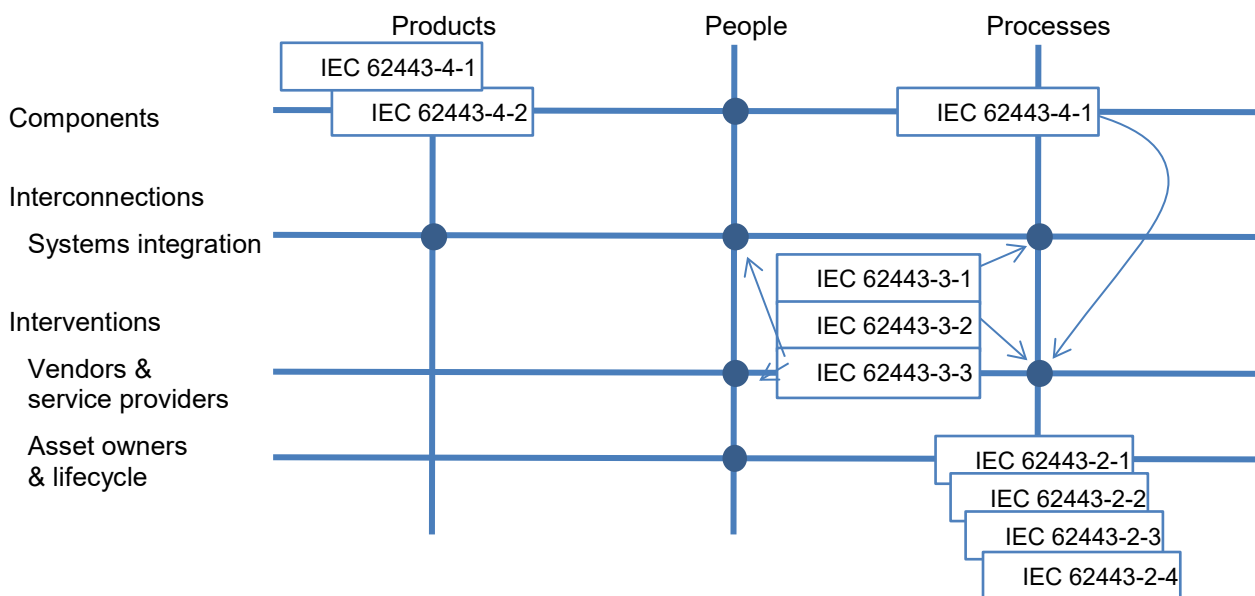 Products
People
Processes
IEC 62443-4-1
IEC 62443-4-2
IEC 62443-4-1
Components
Interconnections
Systems integration
IEC 62443-3-1
IEC 62443-3-2
IEC 62443-3-3
Interventions
Vendors &
service providers
Asset owners
& lifecycle
IEC 62443-2-1
IEC 62443-2-2
IEC 62443-2-3
IEC 62443-2-4